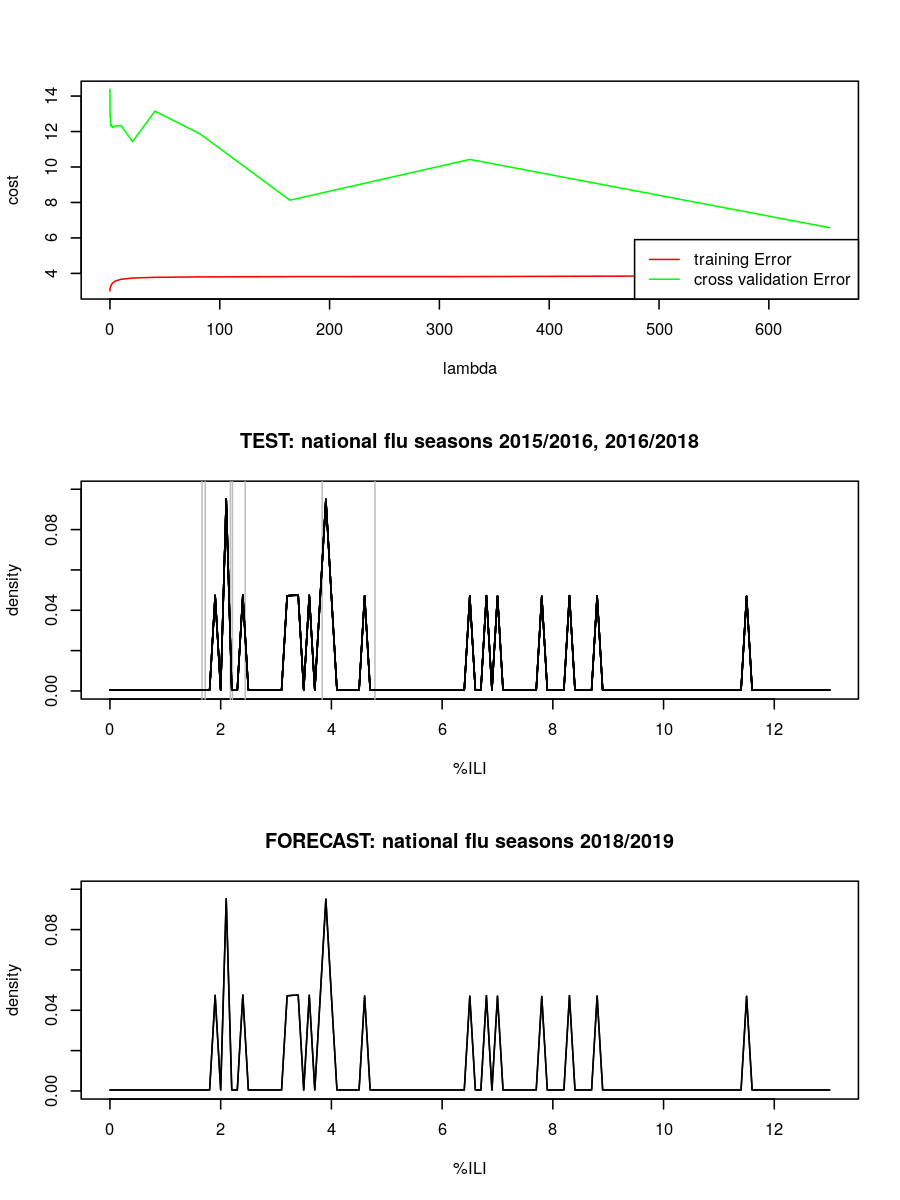 14
12
10
8
6
4
cost
training Error
cross validation Error
0 100 200 300 400 500 600
lambda
TEST: national flu seasons 2015/2016, 2016/2018
0.08
0.04
0.00
density
0 2 4 6 8 10 12
%ILI
FORECAST: national flu seasons 2018/2019
0.08
0.04
0.00
density
0 2 4 6 8 10 12
%ILI